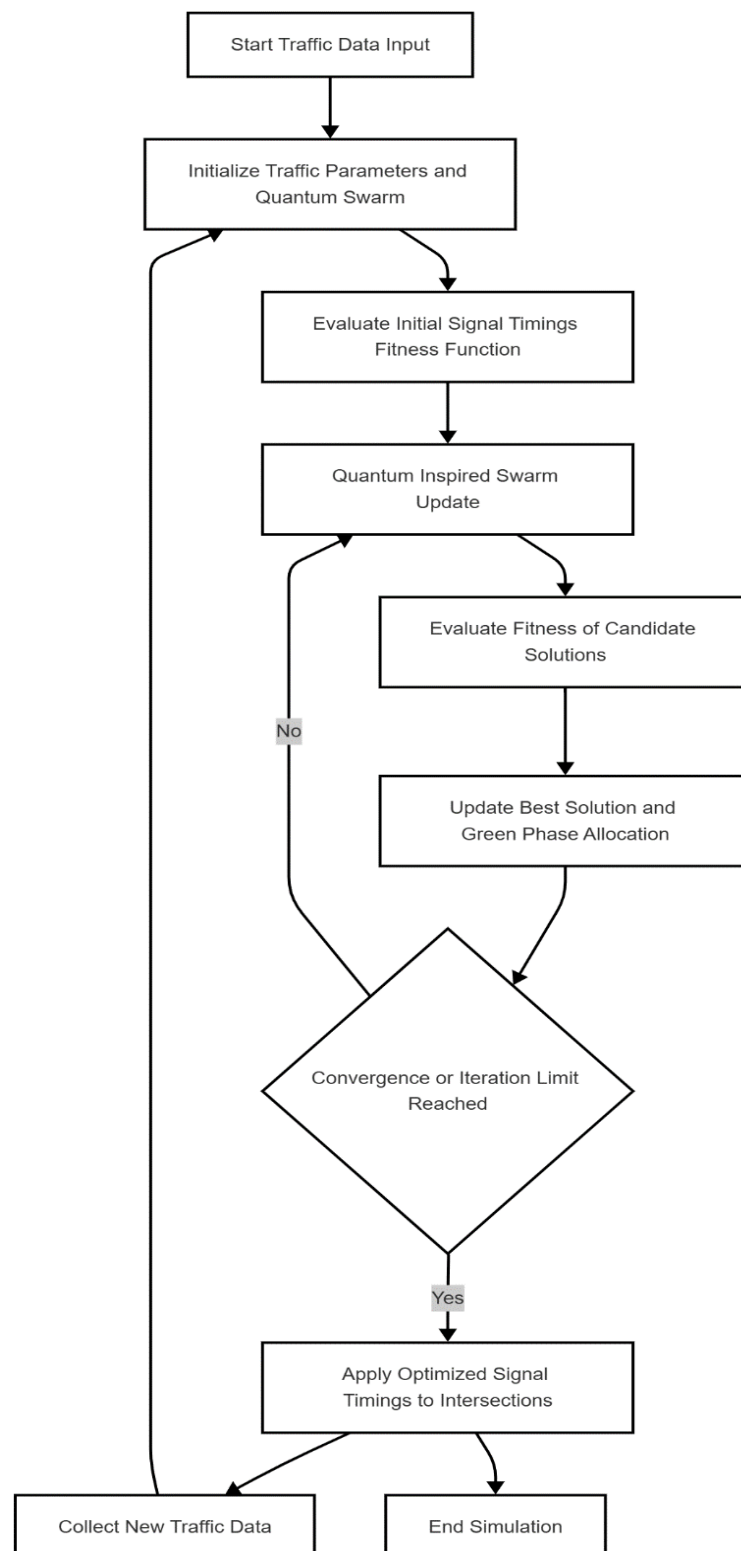 Start Traffic Data Input
Initialize Traffic Parameters and
Quantum Swarm
Evaluate Initial Signal Timings
Fitness Function
Quantum Inspired Swarm
Update
Evaluate Fitness of Candidate
Solutions
No
Update Best Solution and
Green Phase Allocation
Convergence or Iteration Limit
Reached
Yes
Apply Optimized Signal
Timings to Intersections
Collect New Traffic Data
End Simulation